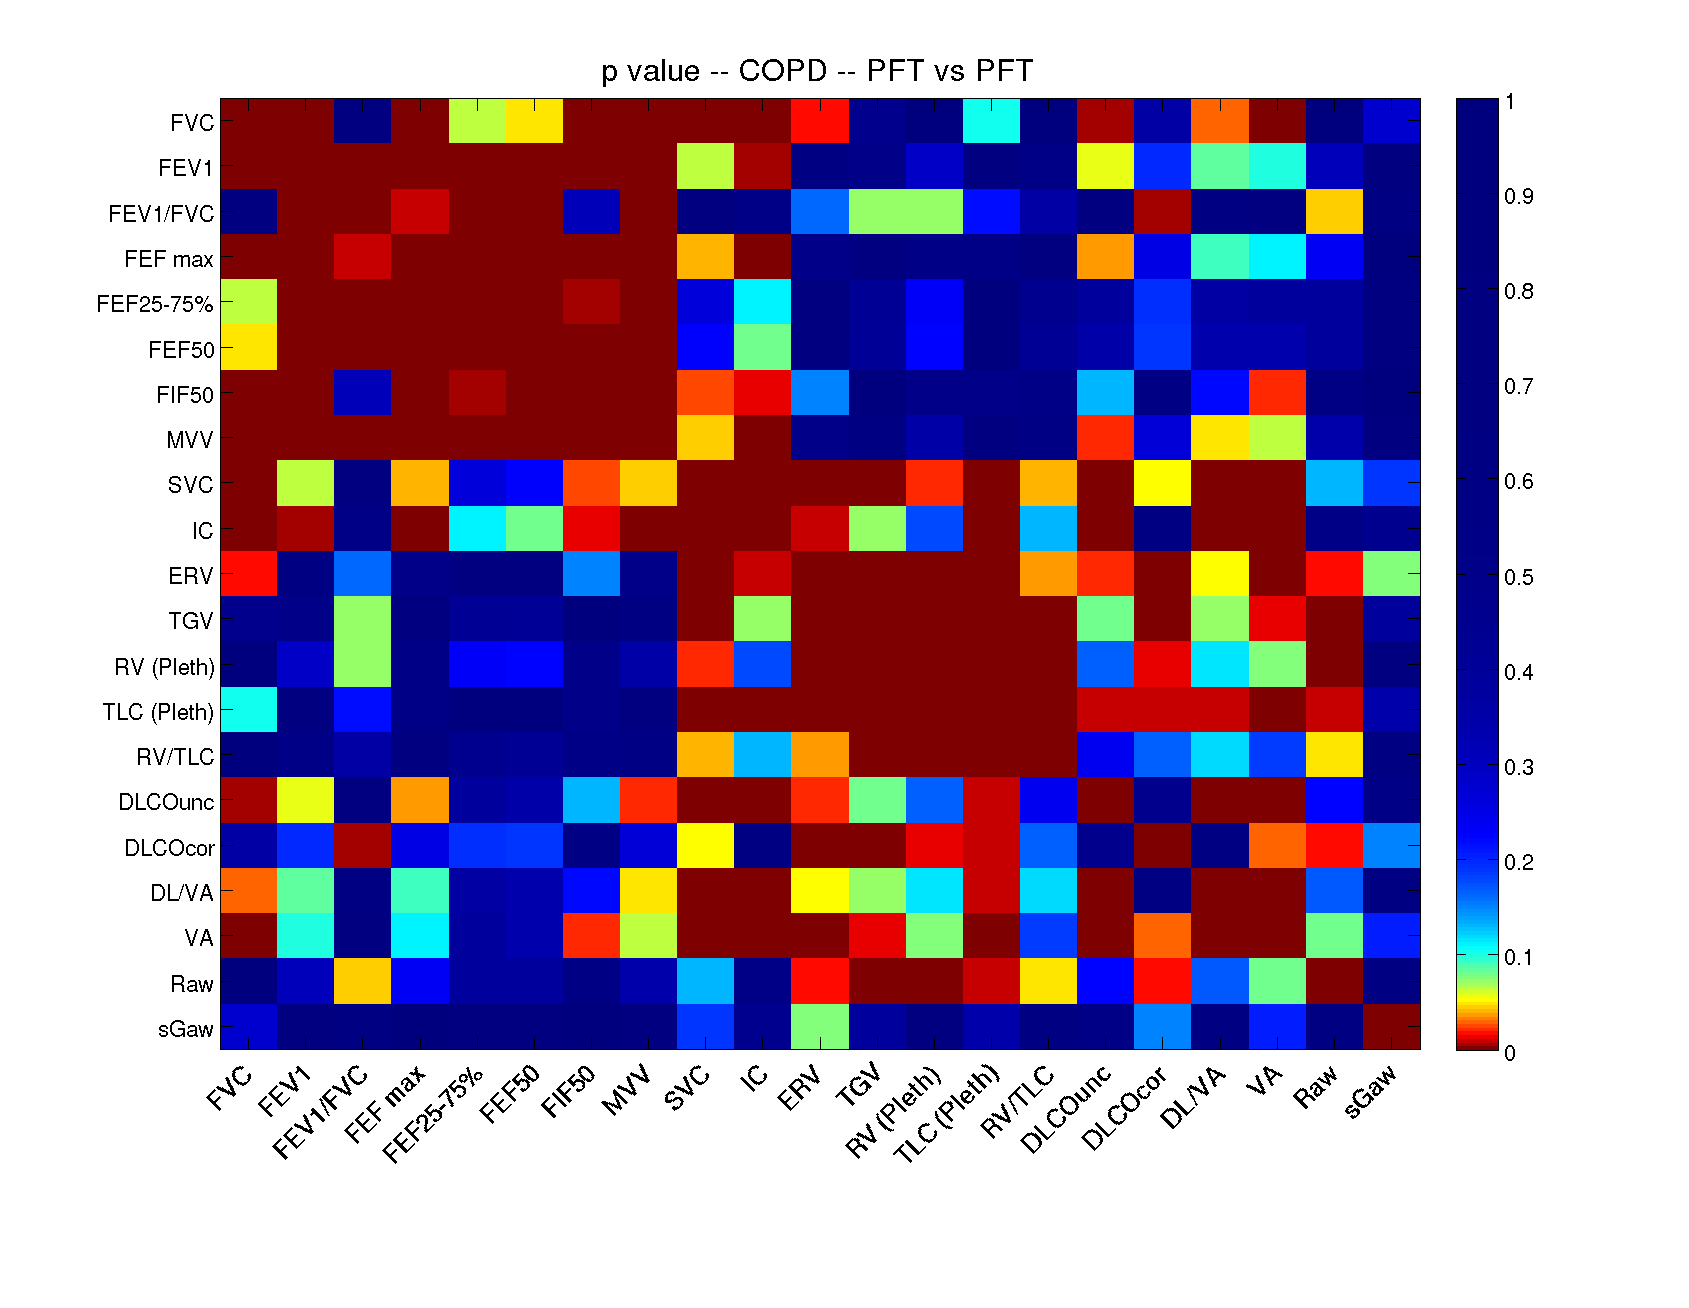 p value -- COPD -- PFT vs PFT
FVC
FEV1
FEV1/FVC
FEF max
FEF25-75%
FEF50
FIF50
MVV
SVC
IC
ERV
TGV
RV (Pleth)
TLC (Pleth)
RV/TLC
DLCOunc
DLCOcor
DL/VA
VA
Raw
sGaw
FVC
FEV1
FEV1/FVC
FEF max
FEF25-75%
FEF50
FIF50
MVV
SVC
IC
ERV
TGV
RV (Pleth)
TLC (Pleth)
RV/TLC
DLCOunc
DLCOcor
DL/VA
VA
Raw
sGaw
1
0.9
0.8
0.7
0.6
0.5
0.4
0.3
0.2
0.1
0